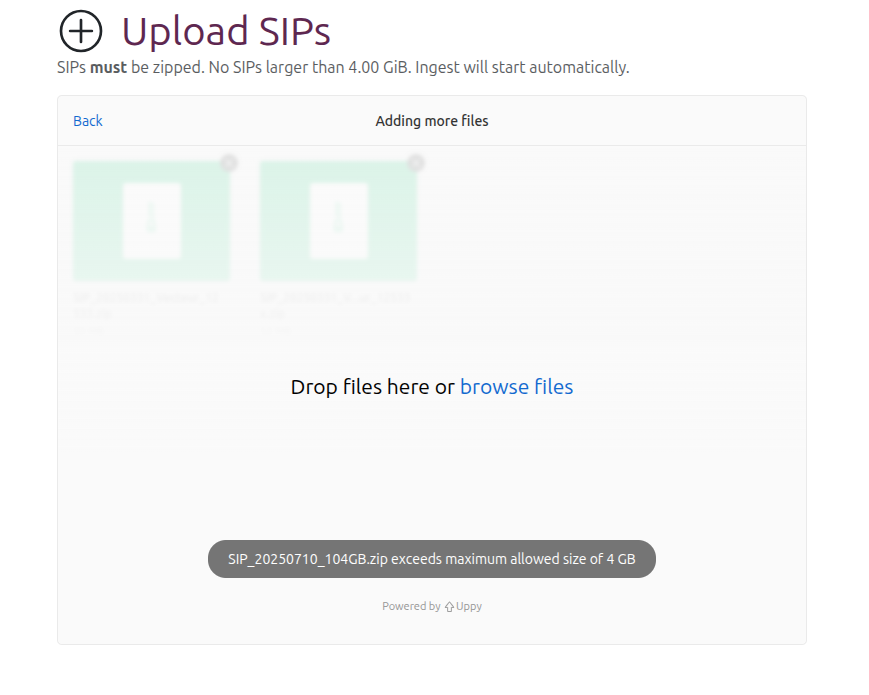 Upload SIPs
SIPs must be zipped. No SIPs larger than 4.00 GiB. Ingest will start automatically.
Back
Adding more files
Drop files here or browse files
SIP_20250710_104GB.zip exceeds maximum allowed size of 4 GB
Powered by Uppy